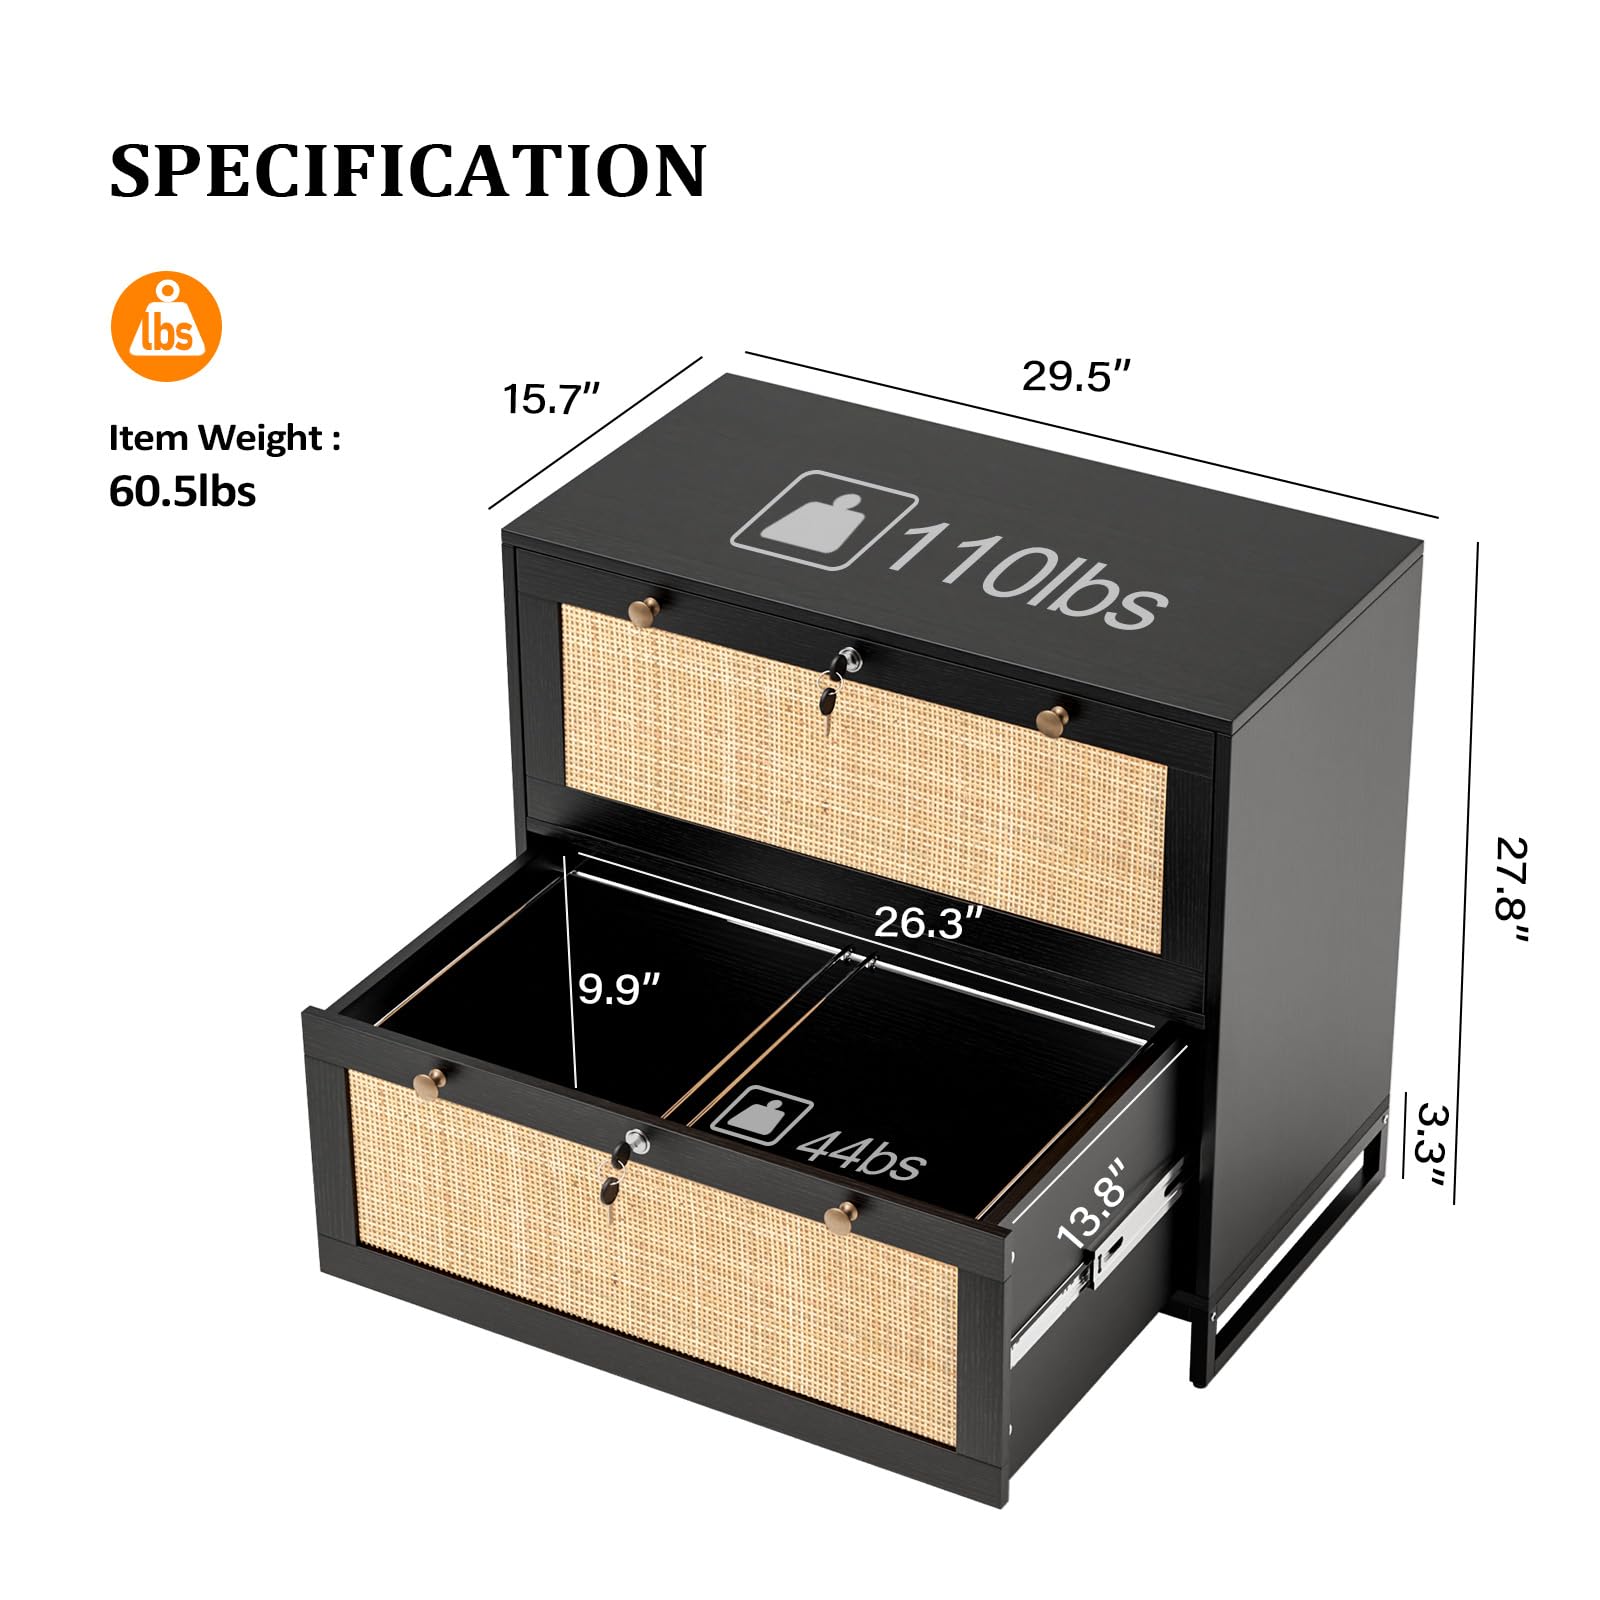 SPECIFICATION
lbs
Item Weight :
60.5lbs
15.7"
29.5"
110lbs
27.8"
26.3"
9.9"
44bs
13.8"
3.3"